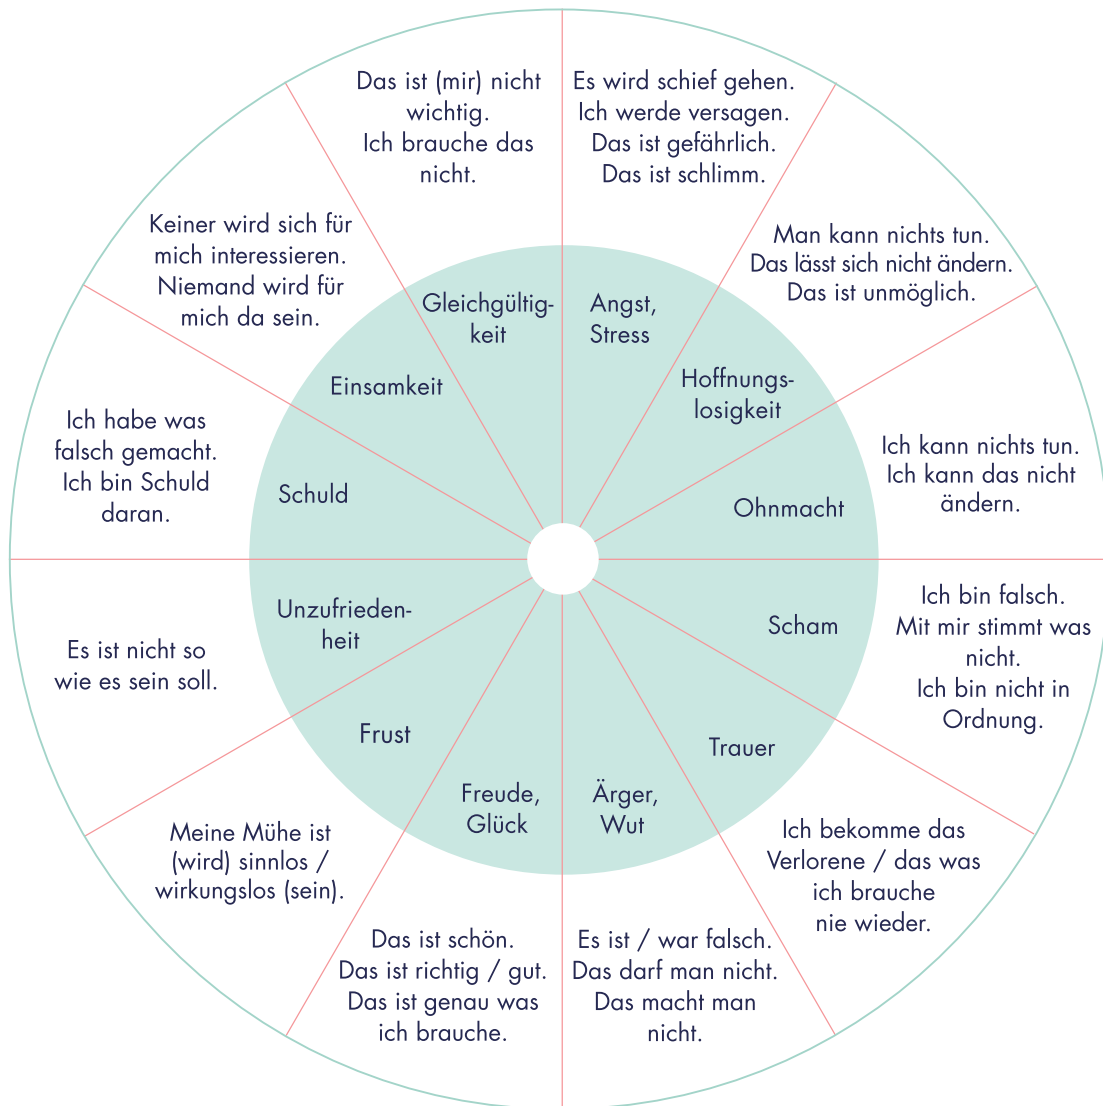 Das ist (mir) nicht
wichtig.
Ich brauche das
nicht.
Es wird schief gehen.
Ich werde versagen.
Das ist gefährlich.
Das ist schlimm.
Keiner wird sich für
mich interessieren.
Niemand wird für
mich da sein.
Man kann nichts tun.
Das lässt sich nicht ändern.
Das ist unmöglich.
Gleichgültig-
keit
Angst,
Stress
Einsamkeit
Hoffnungs-
losigkeit
Ich habe was
falsch gemacht.
Ich bin Schuld
daran.
Schuld
Ohnmacht
Ich kann nichts tun.
Ich kann das nicht
ändern.
Es ist nicht so
wie es sein soll.
Unzufrieden-
heit
Scham
Ich bin falsch.
Mit mir stimmt was
nicht.
Ich bin nicht in
Ordnung.
Frust
Trauer
Freude,
Glück
Ärger,
Wut
Meine Mühe ist
(wird) sinnlos /
wirkungslos (sein).
Ich bekomme das
Verlorene / das was
ich brauche
nie wieder.
Das ist schön.
Das ist richtig / gut.
Das ist genau was
ich brauche.
Es ist / war falsch.
Das darf man nicht.
Das macht man
nicht.